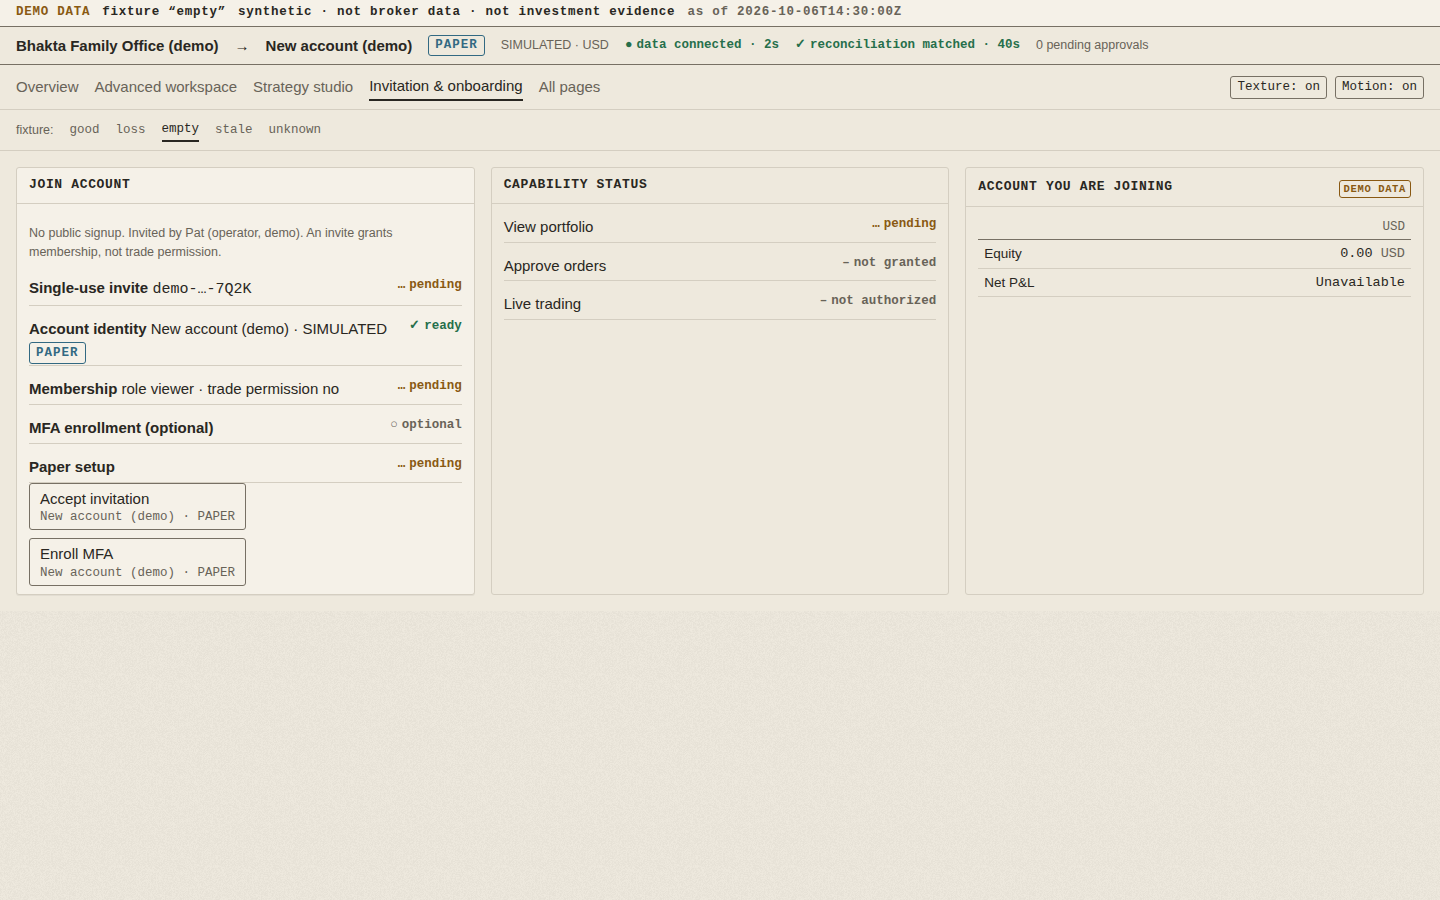 DEMO DATA fixture “empty” synthetic · not broker data · not investment evidence as of 2026-10-06T14:30:00Z
Bhakta Family Office (demo) → New account (demo) PAPER SIMULATED · USD ● data connected · 2s ✓ reconciliation matched · 40s 0 pending approvals
Overview Advanced workspace Strategy studio Invitation & onboarding All pages Texture: on Motion: on
fixture: good loss empty stale unknown
JOIN ACCOUNT
No public signup. Invited by Pat (operator, demo). An invite grants
membership, not trade permission.
Single-use invite demo-…-7Q2K … pending
Account identity New account (demo) · SIMULATED ✓ ready
PAPER
Membership role viewer · trade permission no … pending
MFA enrollment (optional) ○ optional
Paper setup … pending
Accept invitation
New account (demo) · PAPER
Enroll MFA
New account (demo) · PAPER
CAPABILITY STATUS
View portfolio … pending
Approve orders – not granted
Live trading – not authorized
ACCOUNT YOU ARE JOINING DEMO DATA
USD
Equity 0.00 USD
Net P&L Unavailable